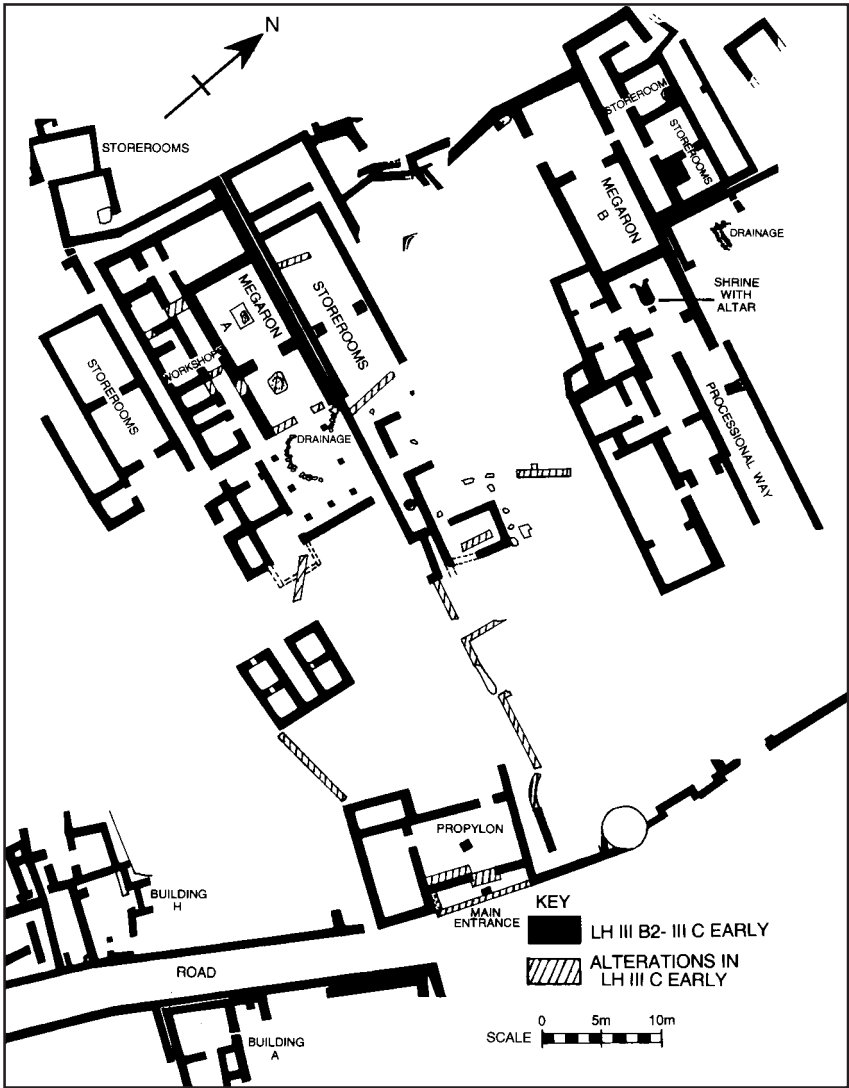 N
STOREROOMS
STOREROOM
STOREROOMS
MEGARON
B
DRAINAGE
SHRINE
WITH
ALTAR
MEGARON
A
STOREROOMS
STOREROOMS
WORKSHOPS
PROCESSIONAL WAY
DRAINAGE
PROPYLON
MAIN
ENTRANCE
BUILDING
H
ROAD
BUILDING
A
KEY
LH III B2- III C EARLY
ALTERATIONS IN
LH III C EARLY
SCALE
0 5m 10m